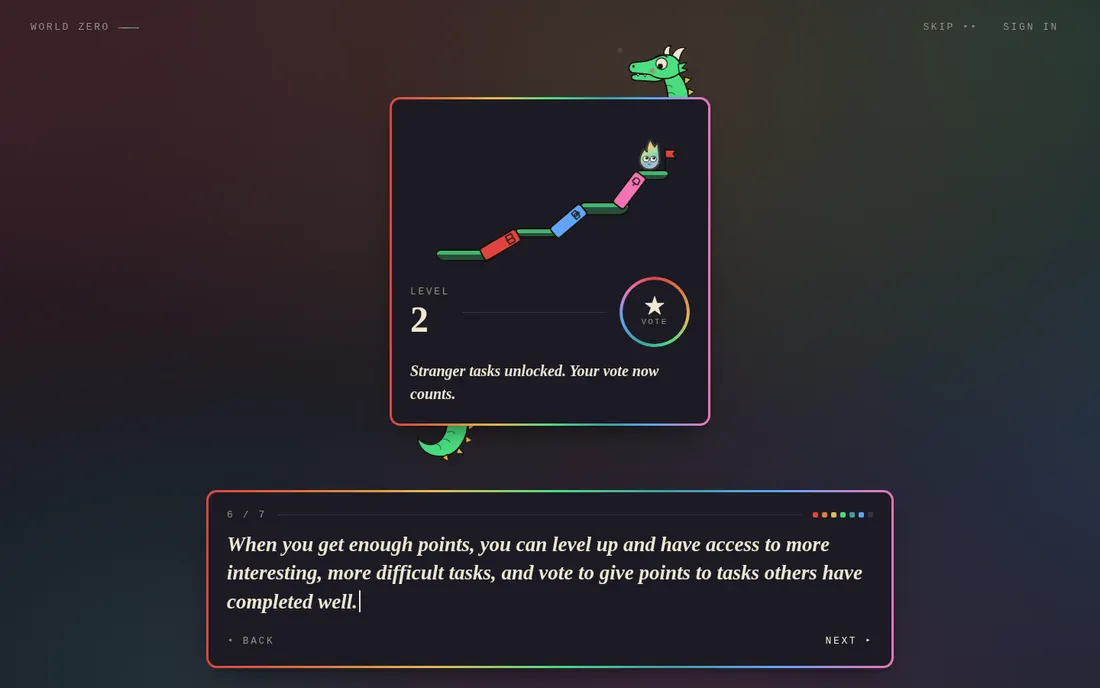 WORLD ZERO
SKIP
SIGN IN
LEVEL
2
VOTE
Stranger tasks unlocked. Your vote now
counts.
6 / 7
When you get enough points, you can level up and have access to more
interesting, more difficult tasks, and vote to give points to tasks others have
completed well.
BACK
NEXT